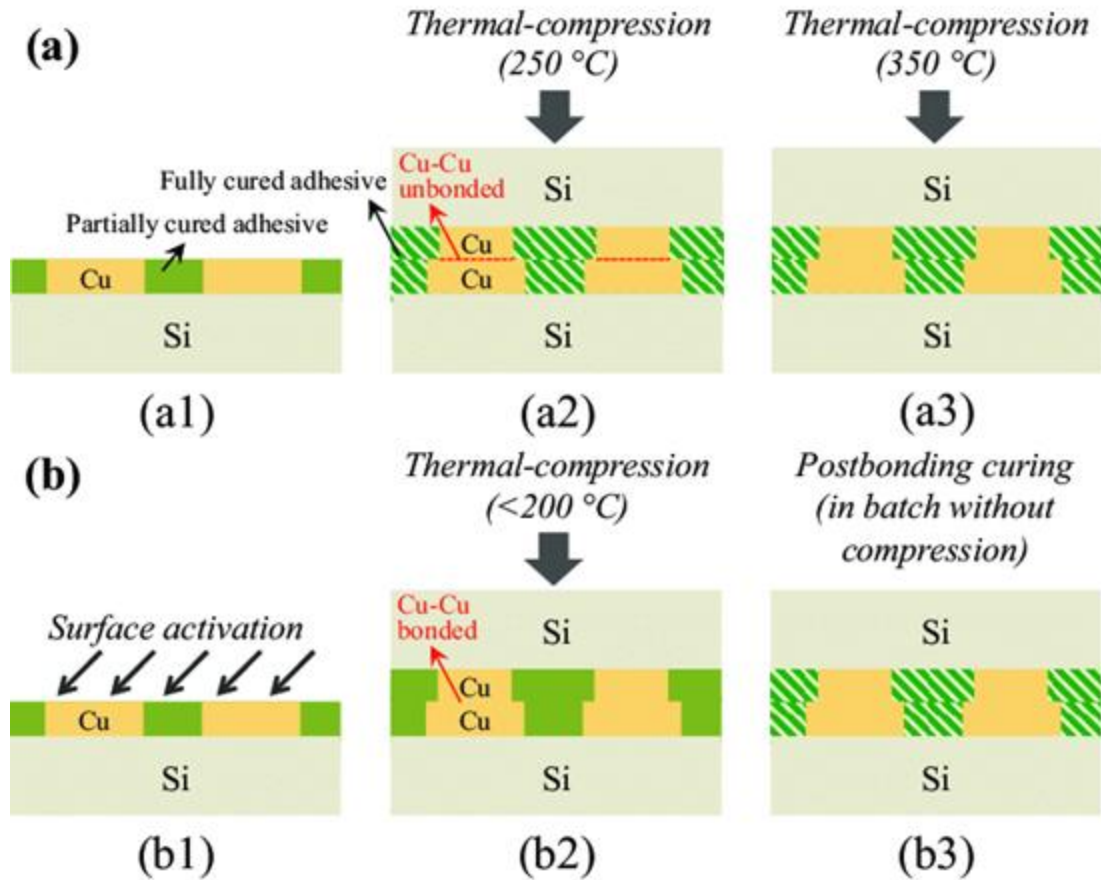 (a)
Thermal-compression
(250 °C)
Thermal-compression
(350 °C)
Fully cured adhesive
Partially cured adhesive
Cu-Cu
unbonded
Si
Si
Cu
Cu
Cu
Si
Si
Si
(a1)
(a2)
(a3)
(b)
Thermal-compression
(<200 °C)
Postbonding curing
(in batch without
compression)
Surface activation
Cu-Cu
bonded
Si
Si
Cu
Cu
Cu
Si
Si
Si
(b1)
(b2)
(b3)